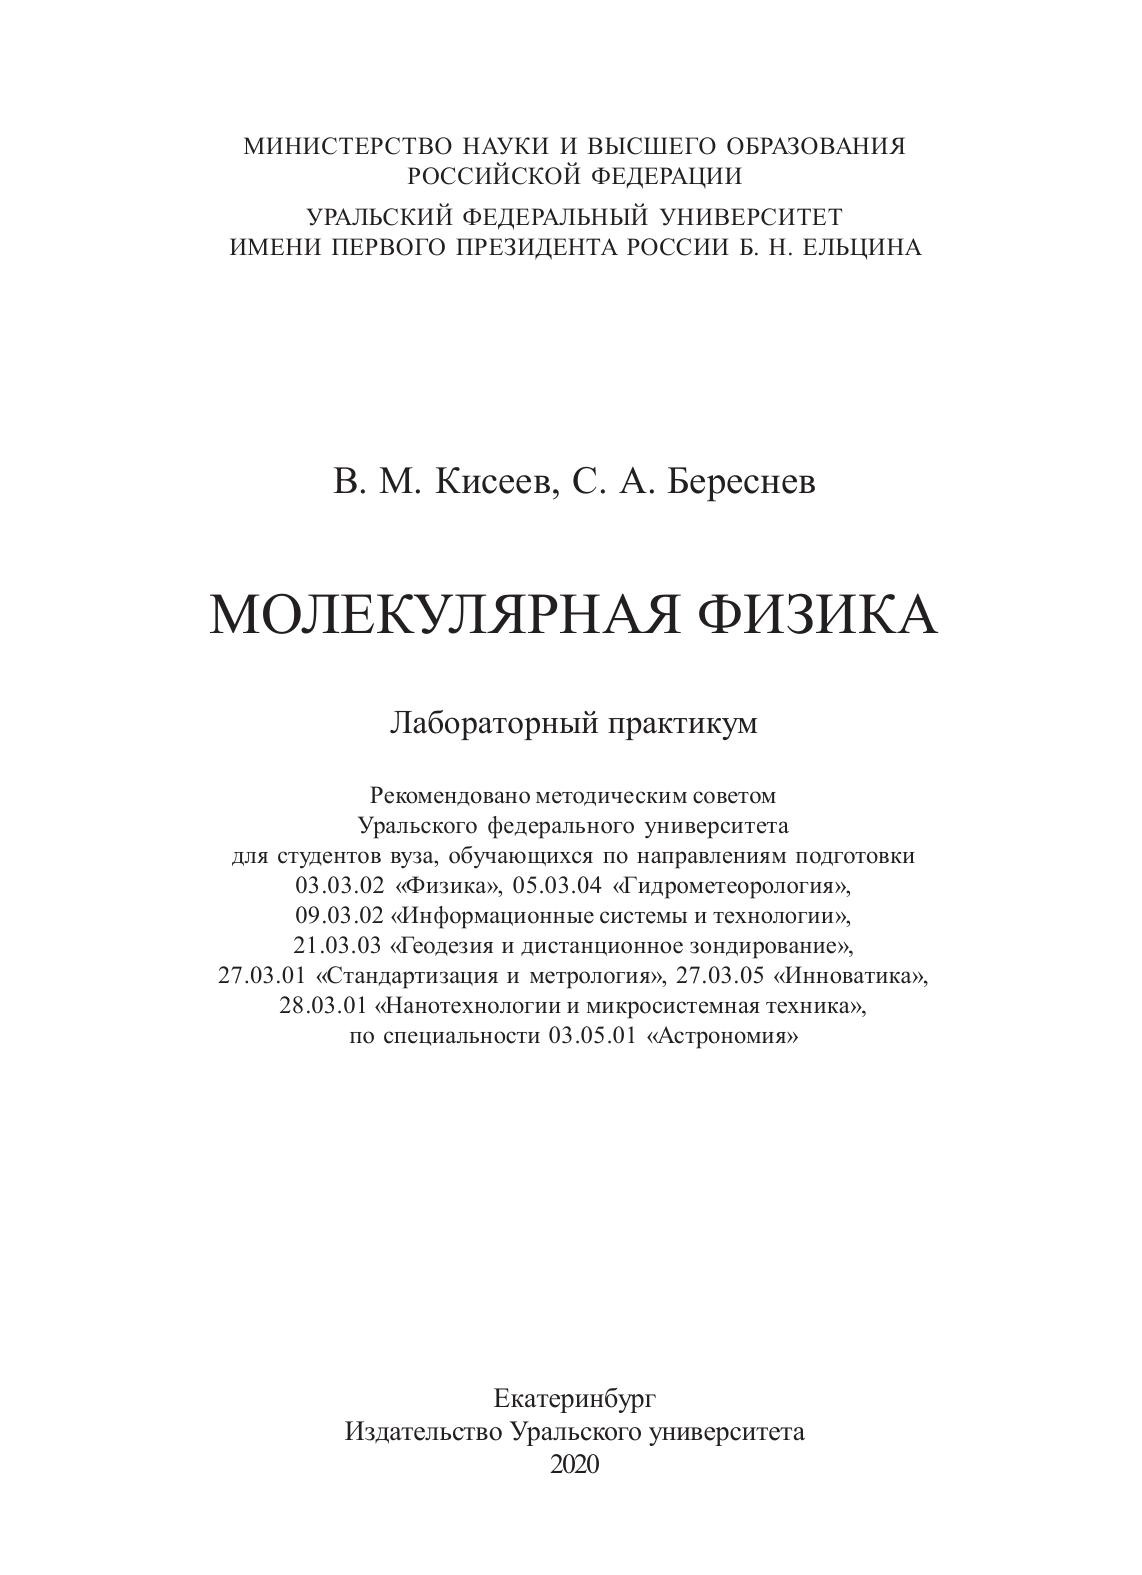 МИНИСТЕРСТВО НАУКИ И ВЫСШЕГО ОБРАЗОВАНИЯ
РОССИЙСКОЙ ФЕДЕРАЦИИ
УРАЛЬСКИЙ ФЕДЕРАЛЬНЫЙ УНИВЕРСИТЕТ
ИМЕНИ ПЕРВОГО ПРЕЗИДЕНТА РОССИИ Б. Н. ЕЛЬЦИНА
В. М. Кисеев, С. А. Береснев
МОЛЕКУЛЯРНАЯ ФИЗИКА
Лабораторный практикум
Рекомендовано методическим советом
Уральского федерального университета
для студентов вуза, обучающихся по направлениям подготовки
03.03.02 «Физика», 05.03.04 «Гидрометеорология»,
09.03.02 «Информационные системы и технологии»,
21.03.03 «Геодезия и дистанционное зондирование»,
27.03.01 «Стандартизация и метрология», 27.03.05 «Инноватика»,
28.03.01 «Нанотехнологии и микросистемная техника»,
по специальности 03.05.01 «Астрономия»
Екатеринбург
Издательство Уральского университета
2020